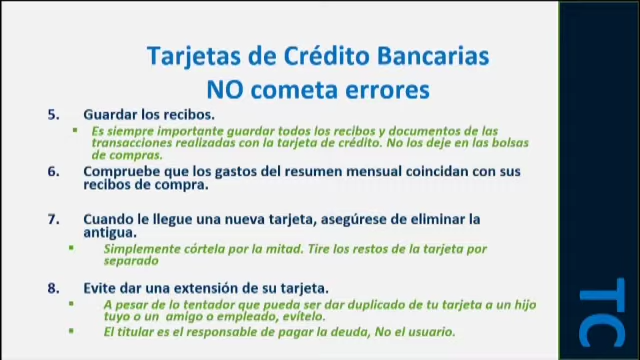 Tarjetas de Crédito Bancarias
NO cometa errores
5. Guardar los recibos.
▪ Es siempre importante guardar todos los recibos y documentos de las
transacciones realizadas con la tarjeta de crédito. No los deje en las bolsas
de compras.
6. Compruebe que los gastos del resumen mensual coincidan con sus
recibos de compra.
7. Cuando le llegue una nueva tarjeta, asegúrese de eliminar la
antigua.
▪ Simplemente córtela por la mitad. Tire los restos de la tarjeta por
separado
8. Evite dar una extensión de su tarjeta.
▪ A pesar de lo tentador que pueda ser dar duplicado de tu tarjeta a un hijo
tuyo o un amigo o empleado, evítelo.
▪ El titular es el responsable de pagar la deuda, No el usuario.
TC